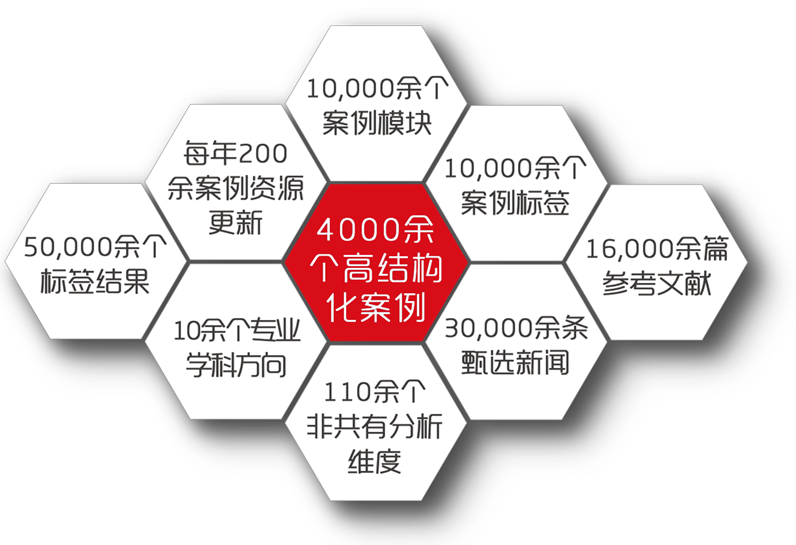 10,000余个
案例模块
每年200
余案例资源
更新
10,000余个
案例标签
50,000余个
标签结果
4000余
个高结构
化案例
16,000余篇
参考文献
10余个专业
学科方向
30,000余条
甄选新闻
110余个
非共有分析
维度